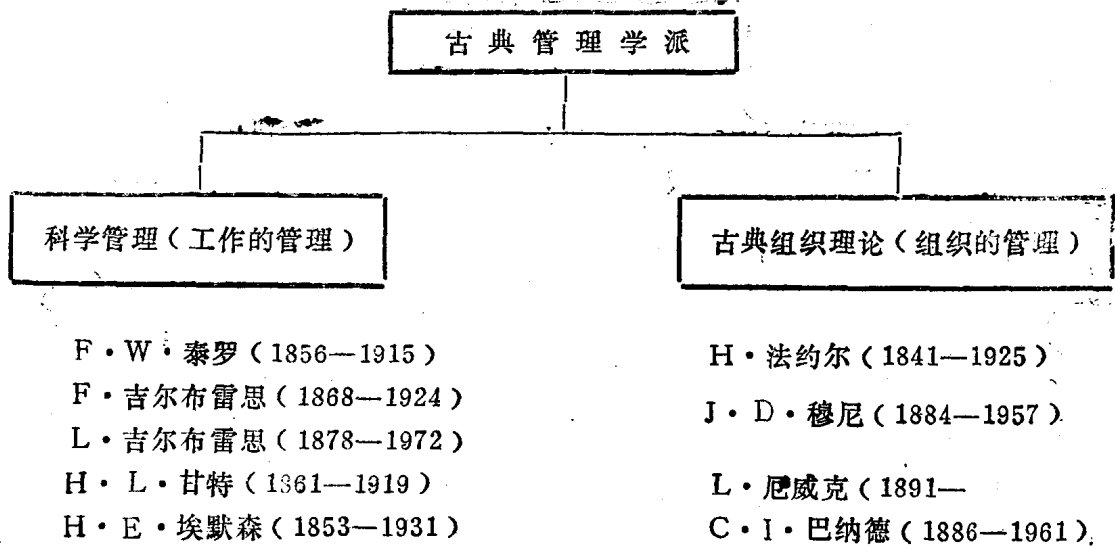 古典管理学派
科学管理（工作的管理）
古典组织理论（组织的管理）
F·W·泰罗（1856—1915）
F·吉尔布雷思（1868—1924）
L·吉尔布雷思（1878—1972）
H·L·甘特（1361—1919）
H·E·埃默森（1853—1931）
H·法约尔（1841—1925）
J·D·穆尼（1884—1957）
L·厄威克（1891—
C·I·巴纳德（1886—1961）